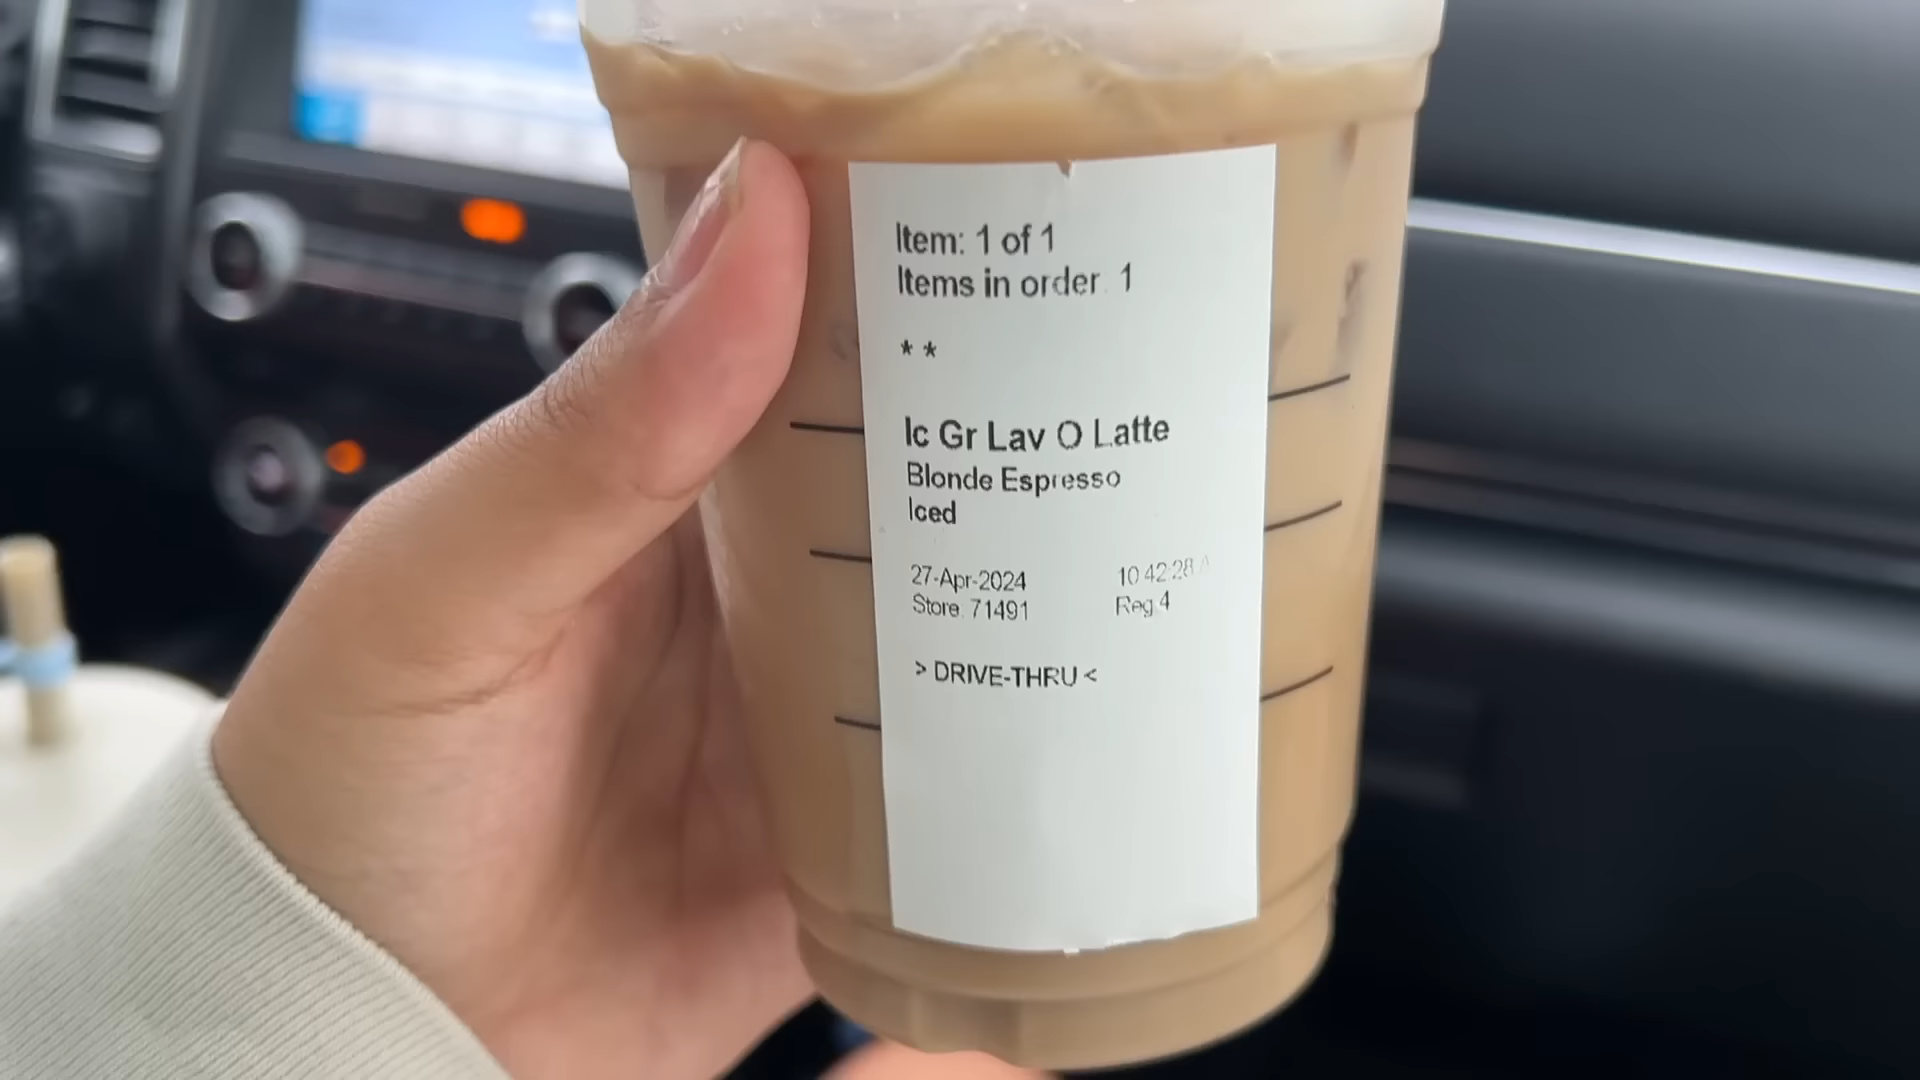 Item: 1 of 1
Items in order: 1
* *
Ic Gr Lav O Latte
Blonde Espresso
Iced
27-Apr-2024 10:42:28 A
Store: 71491 Reg 4
> DRIVE-THRU <